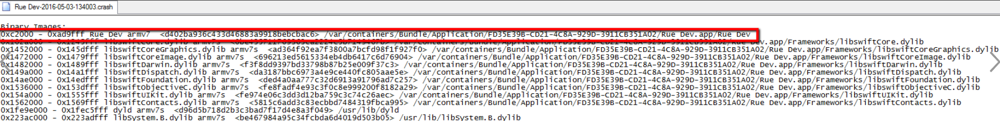 Rue Dev-2016-05-03-134003.crash
Binary Images:
0xc2000 - 0xad9fff Rue Dev armv7  <d402ba936c433d46883a9918bebcbac6> /var/containers/Bundle/Application/FD35E39B-CD21-4C8A-929D-3911CB351A02/Rue Dev.app/Rue Dev
libswiftCore.dylib armv7s /var/containers/Bundle/Application/FD35E39B-CD21-4C8A-929D-3911CB351A02/Rue Dev.app/Frameworks/libswiftCore.dylib
0x1452000 - 0x145dfff libswiftCoreGraphics.dylib armv7s  <ad364f92ea7f3800a7bcfd98f1f927f0> /var/containers/Bundle/Application/FD35E39B-CD21-4C8A-929D-3911CB351A02/Rue Dev.app/Frameworks/libswiftCoreGraphics.dylib
0x1472000 - 0x1479fff libswiftCoreImage.dylib armv7s  <696213ed5615334eb4db6417c6d76904> /var/containers/Bundle/Application/FD35E39B-CD21-4C8A-929D-3911CB351A02/Rue Dev.app/Frameworks/libswiftCoreImage.dylib
0x1482000 - 0x1489fff libswiftDarwin.dylib armv7s  <f3f8dd9397bd33798b87b25e009f37c3> /var/containers/Bundle/Application/FD35E39B-CD21-4C8A-929D-3911CB351A02/Rue Dev.app/Frameworks/libswiftDarwin.dylib
0x149a000 - 0x14a1fff libswiftDispatch.dylib armv7s  <da3187bbc6973a4e9ce440fc805aae5e> /var/containers/Bundle/Application/FD35E39B-CD21-4C8A-929D-3911CB351A02/Rue Dev.app/Frameworks/libswiftDispatch.dylib
0x14ae000 - 0x14edfff libswiftFoundation.dylib armv7s  <ded4a0aa777c32d6913a91796ad7c257> /var/containers/Bundle/Application/FD35E39B-CD21-4C8A-929D-3911CB351A02/Rue Dev.app/Frameworks/libswiftFoundation.dylib
0x1536000 - 0x153dfff libswiftObjectiveC.dylib armv7s  <fe8fadf4e93c3f0c8e999200f8182a29> /var/containers/Bundle/Application/FD35E39B-CD21-4C8A-929D-3911CB351A02/Rue Dev.app/Frameworks/libswiftObjectiveC.dylib
0x154a000 - 0x1555fff libswiftUIKit.dylib armv7s  <fe974e06c3dd3d12ba759c3c74c26aec> /var/containers/Bundle/Application/FD35E39B-CD21-4C8A-929D-3911CB351A02/Rue Dev.app/Frameworks/libswiftUIKit.dylib
0x1562000 - 0x1569fff libswiftContacts.dylib armv7s  <5815c6add3c83ecbbd7484319fbca995> /var/containers/Bundle/Application/FD35E39B-CD21-4C8A-929D-3911CB351A02/Rue Dev.app/Frameworks/libswiftContacts.dylib
0x1fe9e000 - 0x1fec5fff dyld armv7s  <d96d5b718d2b3c3bad7f17d4e8a3f049> /usr/lib/dyld
0x223ac000 - 0x223adfff libSystem.B.dylib armv7s  <be467984a95c34fcbda6d4019d503b05> /usr/lib/libSystem.B.dylib